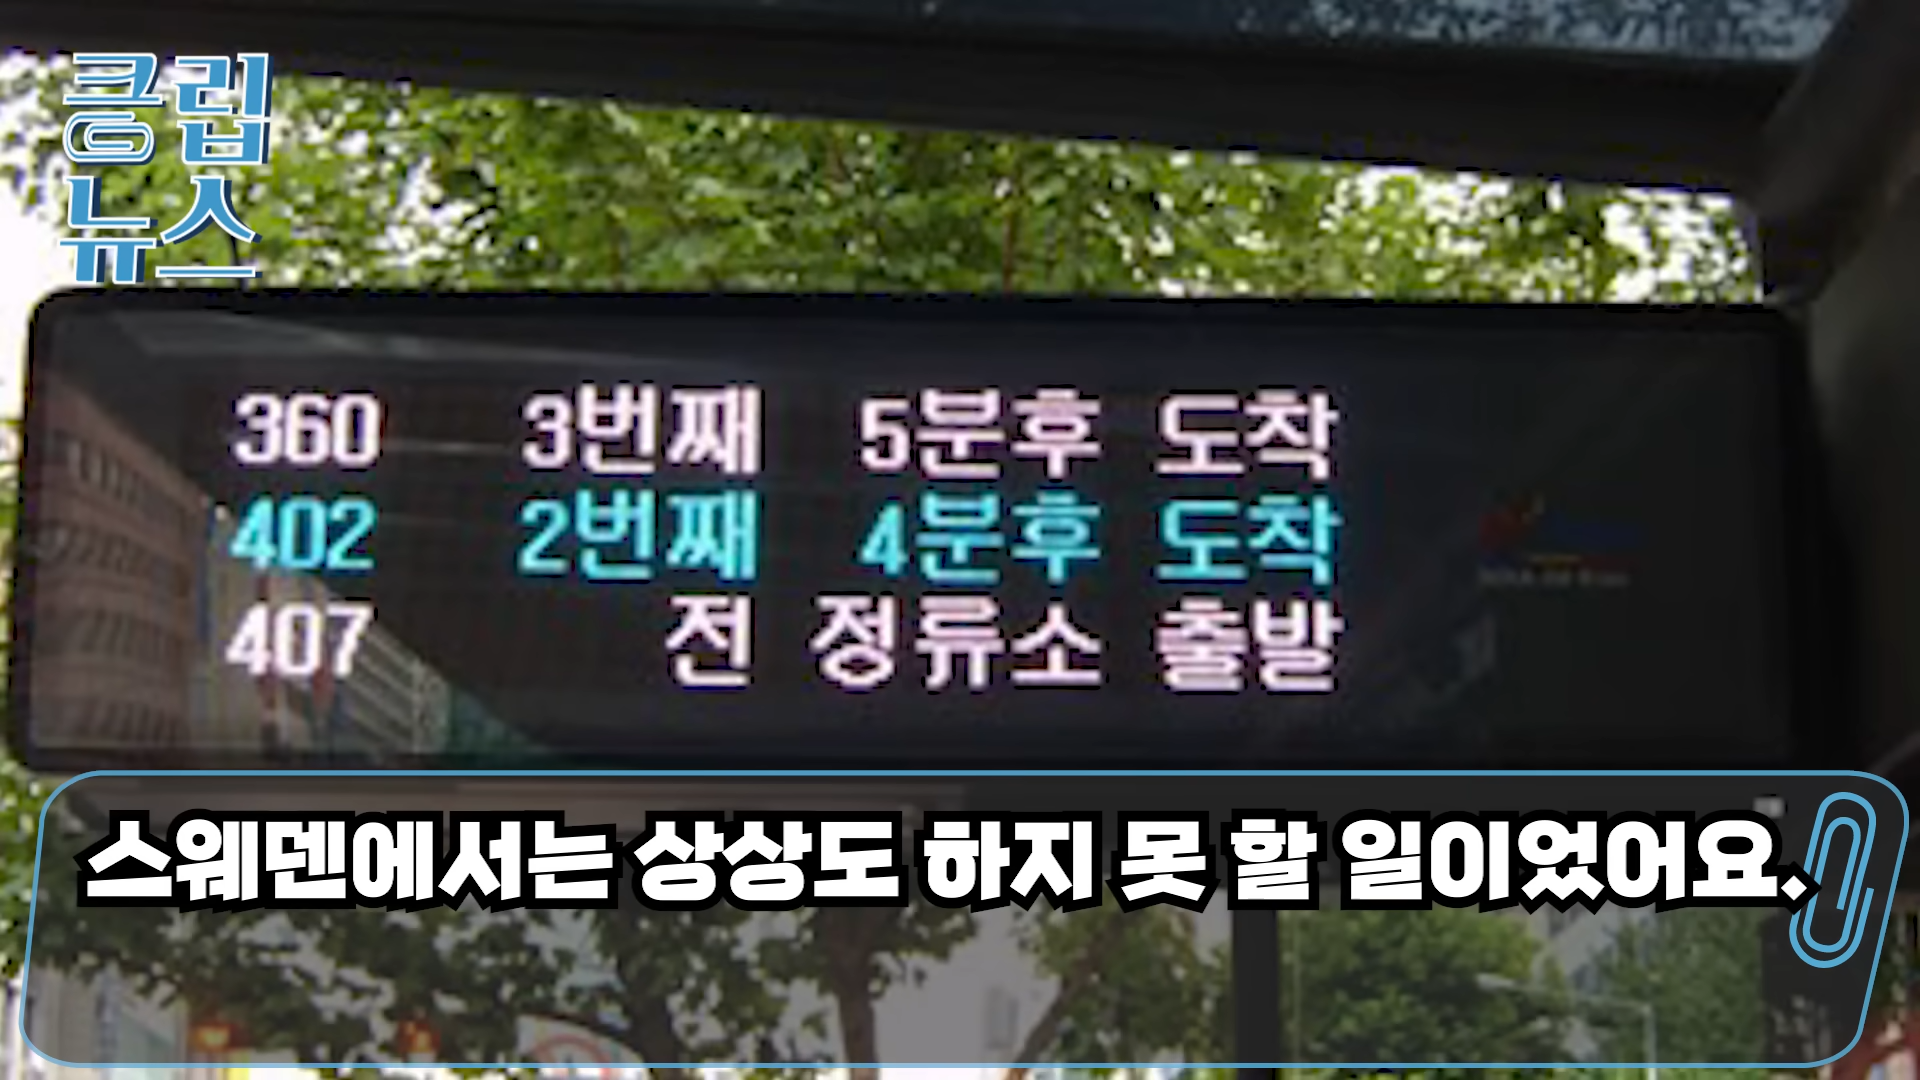 클립
뉴스
360 3번째 5분후 도착
402 2번째 4분후 도착
407 전 정류소 출발
스웨덴에서는 상상도 하지 못 할 일이었어요.